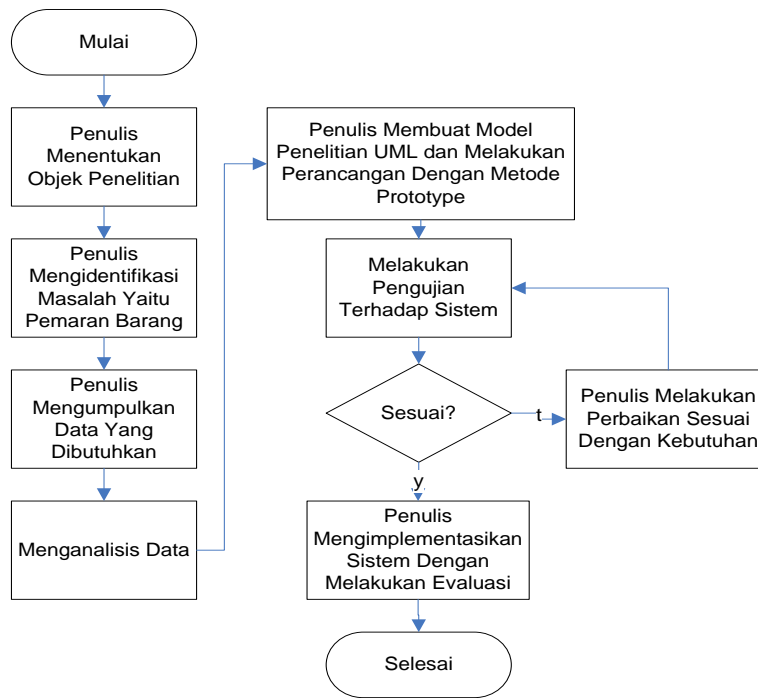 Mulai
Penulis
Menentukan
Objek Penelitian
Penulis
Mengidentifikasi
Masalah Yaitu
Pemaran Barang
Penulis
Mengumpulkan
Data Yang
Dibutuhkan
Menganalisis Data
Penulis Membuat Model
Penelitian UML dan Melakukan
Perancangan Dengan Metode
Prototype
Melakukan
Pengujian
Terhadap Sistem
Sesuai?
t
Penulis Melakukan
Perbaikan Sesuai
Dengan Kebutuhan
y
Penulis
Mengimplementasikan
Sistem Dengan
Melakukan Evaluasi
Selesai